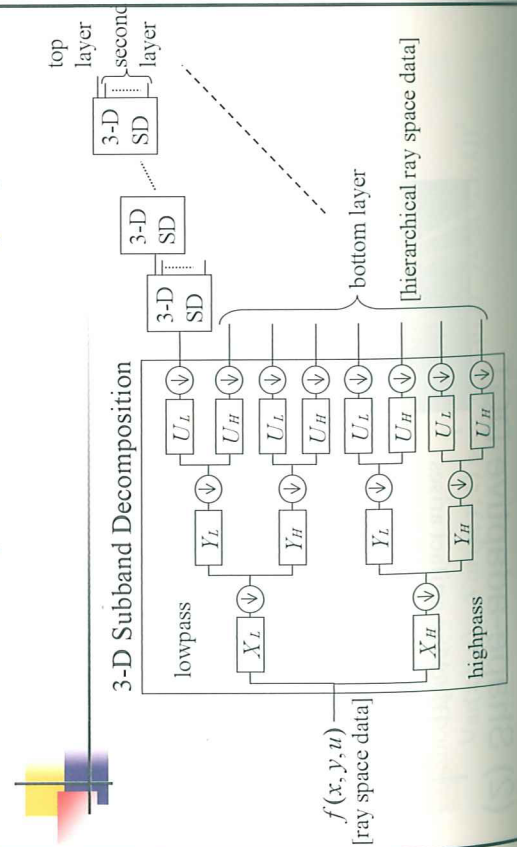 3-D Subband Decomposition
top
layer
second
layer
3-D
SD
3-D
SD
3-D
SD
lowpass
highpass
f (x, y, u)
[ray space data]
X_L
X_H
↓
↓
Y_L
Y_H
Y_L
Y_H
↓
↓
↓
↓
U_L
U_H
U_L
U_H
U_L
U_H
U_L
U_H
↓
↓
↓
↓
↓
↓
↓
↓
bottom layer
[hierarchical ray space data]